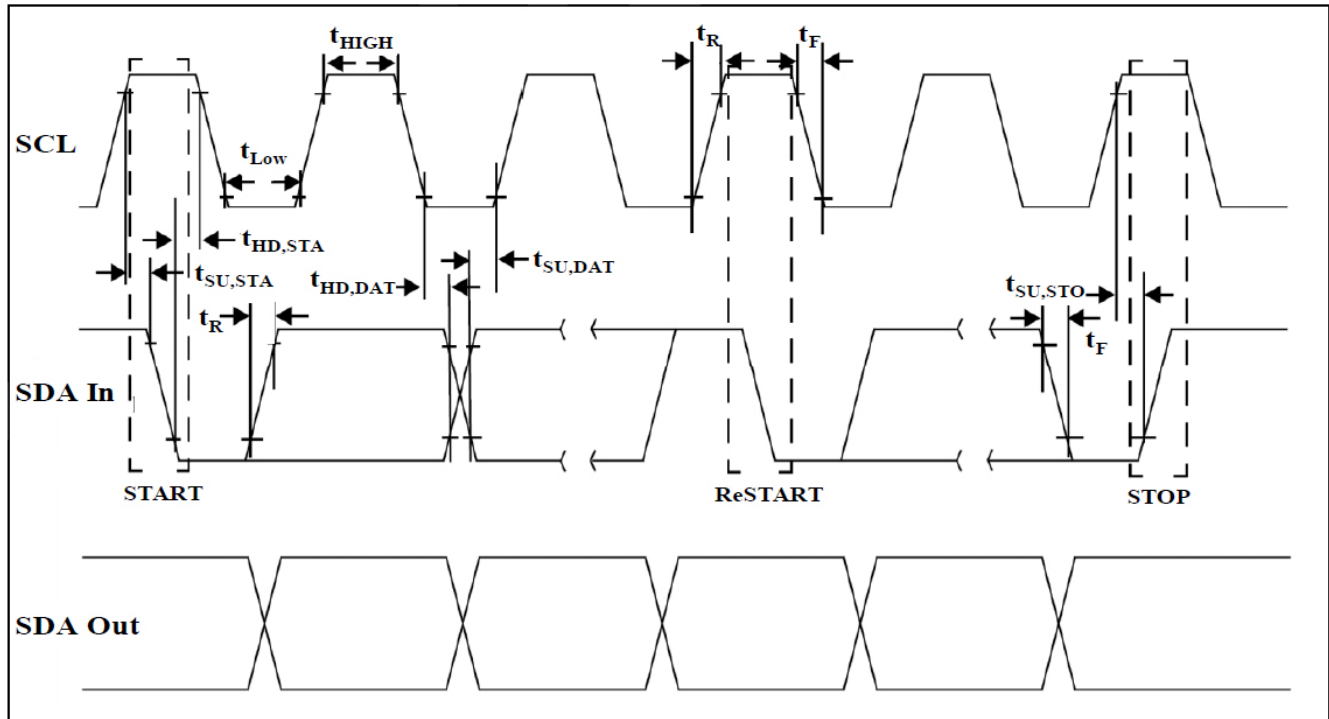 tHIGH
tR
tF
SCL
tLow
tHD,STA
tSU,STA
tHD,DAT
tSU,DAT
tSU,STO
tR
tF
SDA In
START
ReSTART
STOP
SDA Out